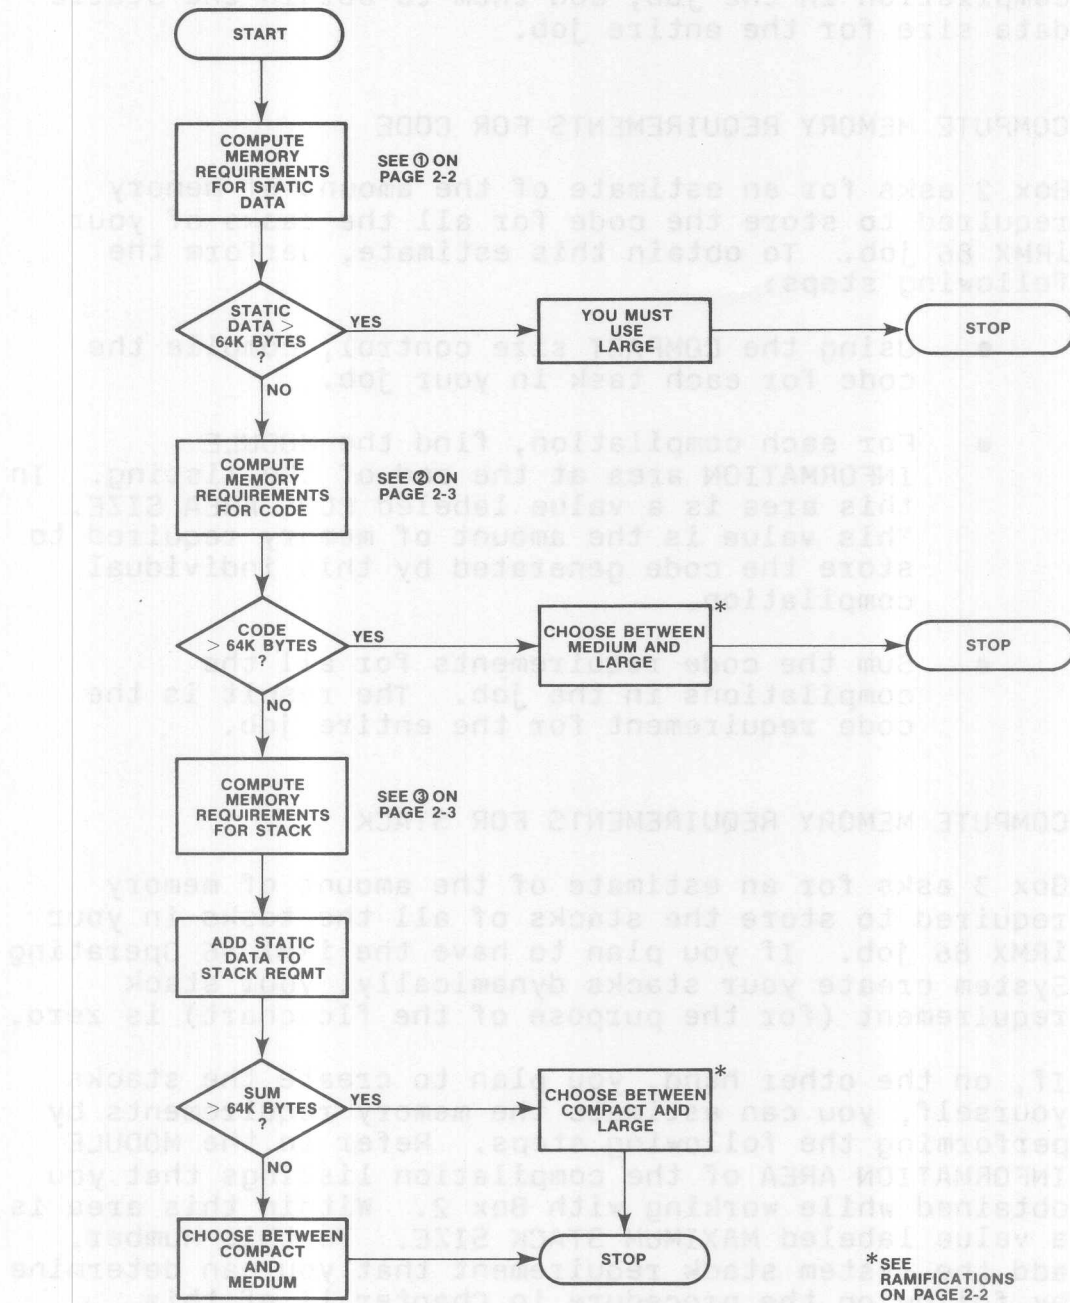 START
COMPUTE
MEMORY
REQUIREMENTS
FOR STATIC
DATA
SEE ① ON
PAGE 2-2
STATIC
DATA >
64K BYTES
?
YES
YOU MUST
USE
LARGE
STOP
NO
COMPUTE
MEMORY
REQUIREMENTS
FOR CODE
SEE ② ON
PAGE 2-3
CODE
> 64K BYTES
?
YES
CHOOSE BETWEEN
MEDIUM AND
LARGE
*
STOP
NO
COMPUTE
MEMORY
REQUIREMENTS
FOR STACK
SEE ③ ON
PAGE 2-3
ADD STATIC
DATA TO
STACK REQMT
SUM
> 64K BYTES
?
YES
CHOOSE BETWEEN
COMPACT AND
LARGE
*
NO
CHOOSE BETWEEN
COMPACT
AND
MEDIUM
STOP
*SEE
RAMIFICATIONS
ON PAGE 2-2